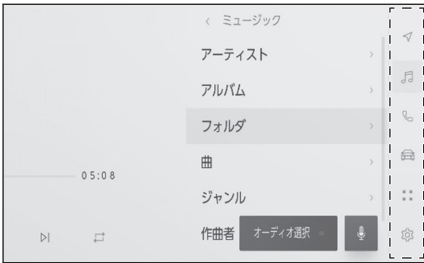 < ミュージック
アーティスト
アルバム
フォルダ
曲
05:08
ジャンル
作曲者
オーディオ選択